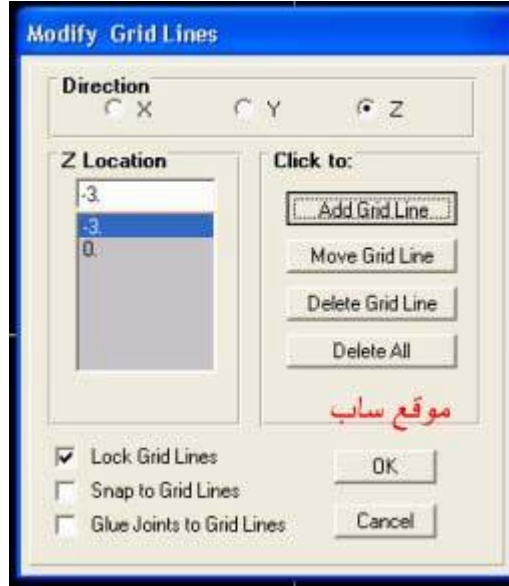 Modify Grid Lines
Direction
X Y Z
Z Location
-3.
-3.
0.
Click to:
Add Grid Line
Move Grid Line
Delete Grid Line
Delete All
موقع ساب
Lock Grid Lines
Snap to Grid Lines
Glue Joints to Grid Lines
OK
Cancel